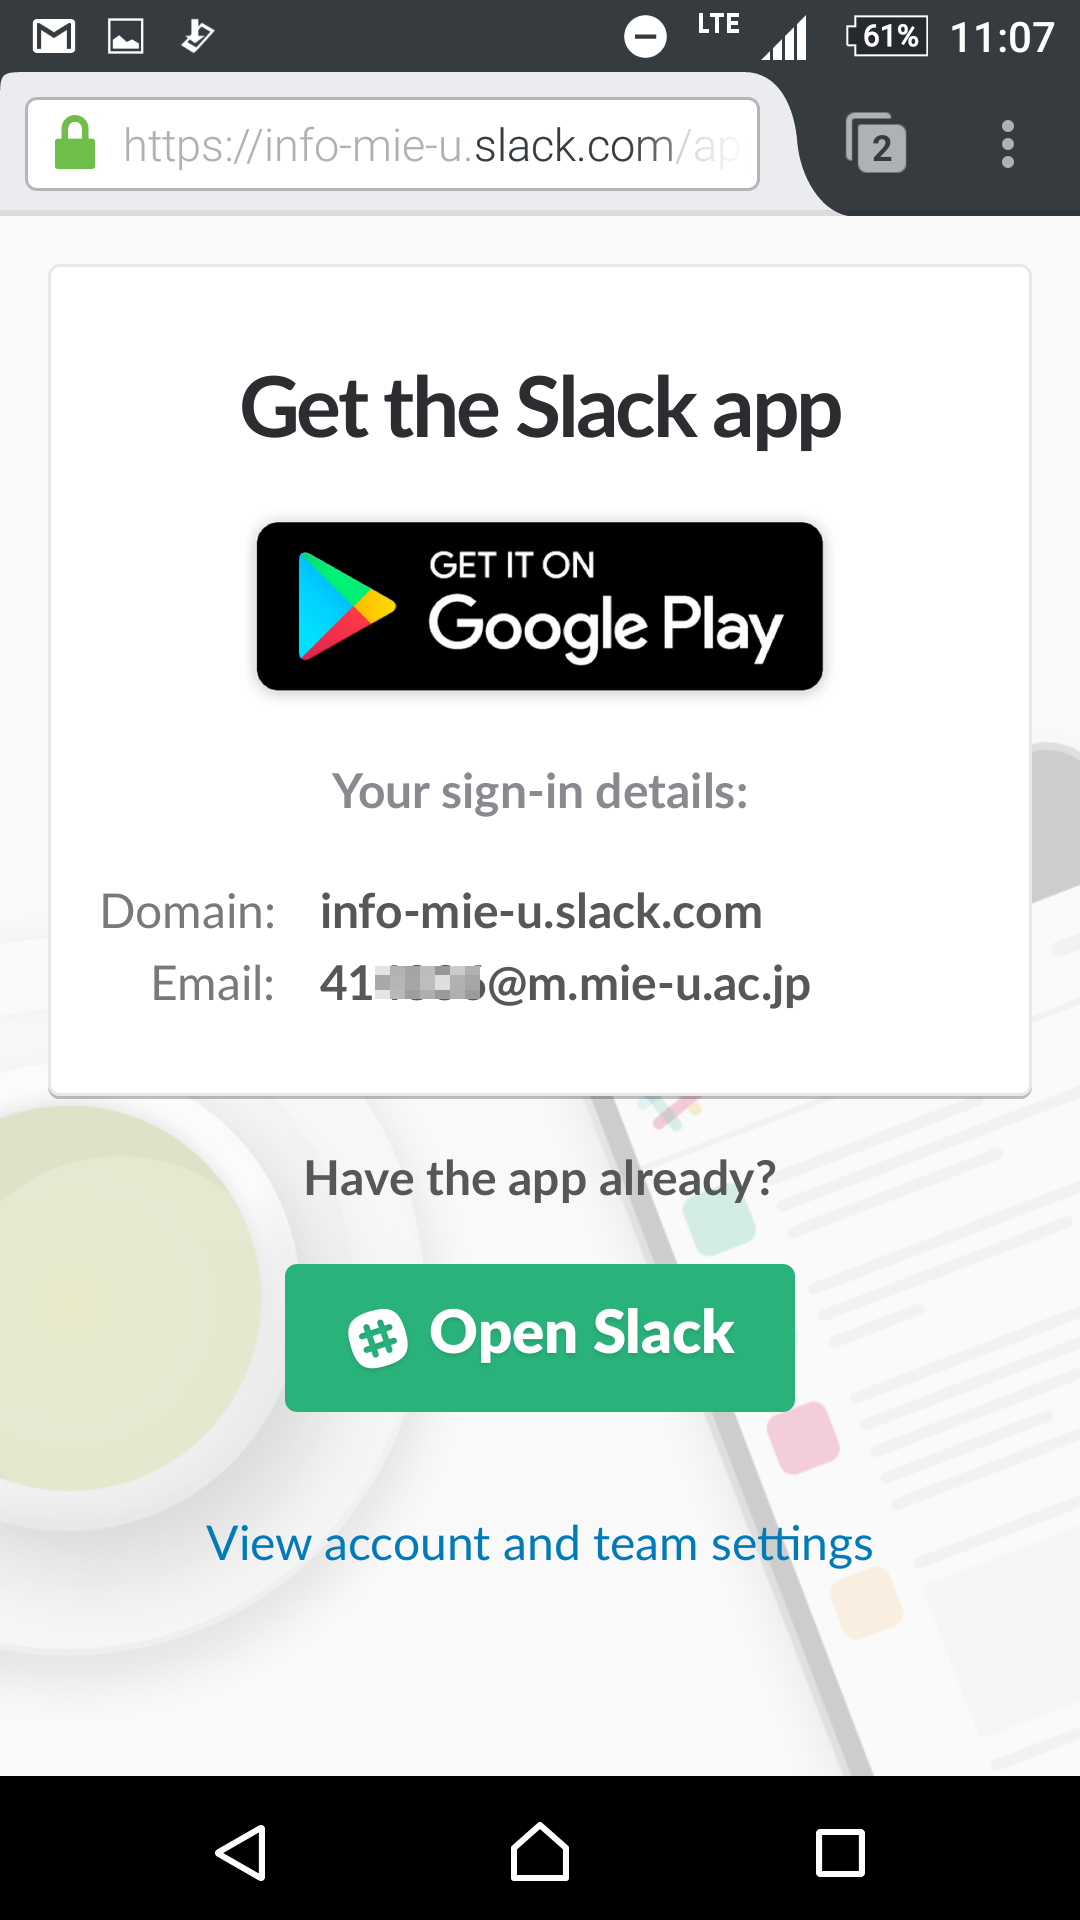 LTE 61% 11:07
https://info-mie-u.slack.com/ap
2
Get the Slack app
GET IT ON
Google Play
Your sign-in details:
Domain: info-mie-u.slack.com
Email: 41 @m.mie-u.ac.jp
Have the app already?
Open Slack
View account and team settings